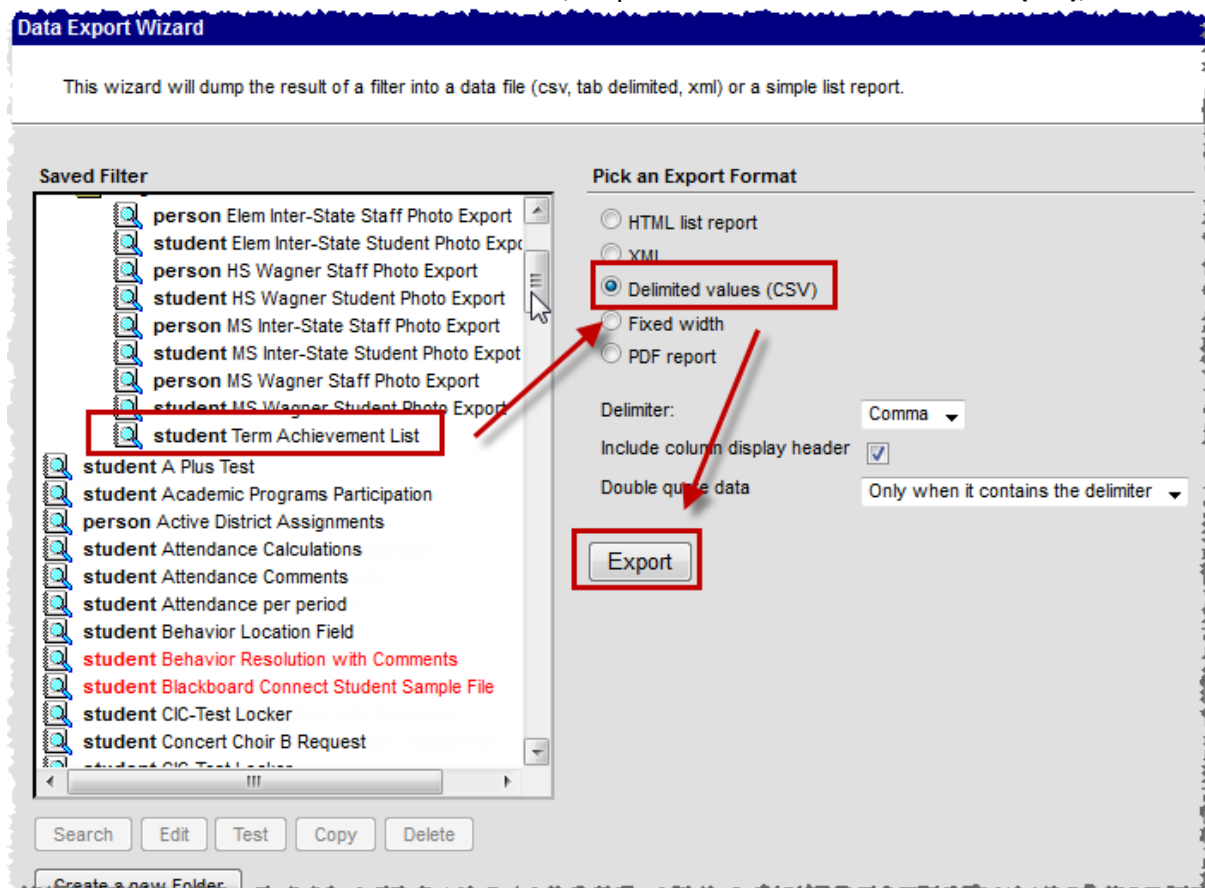 Data Export Wizard
This wizard will dump the result of a filter into a data file (csv, tab delimited, xml) or a simple list report.
Saved Filter
person Elem Inter-State Staff Photo Export
student Elem Inter-State Student Photo Expo
person HS Wagner Staff Photo Export
student HS Wagner Student Photo Export
person MS Inter-State Staff Photo Export
student MS Inter-State Student Photo Expot
person MS Wagner Staff Photo Export
student MS Wagner Student Photo Export
student Term Achievement List
student A Plus Test
student Academic Programs Participation
person Active District Assignments
student Attendance Calculations
student Attendance Comments
student Attendance per period
student Behavior Location Field
student Behavior Resolution with Comments
student Blackboard Connect Student Sample File
student CIC-Test Locker
student Concert Choir B Request
student CIC-Test Locker
Search Edit Test Copy Delete
Create a new Folder
Pick an Export Format
HTML list report
XML
Delimited values (CSV)
Fixed width
PDF report
Delimiter: Comma
Include column display header
Double quote data Only when it contains the delimiter
Export